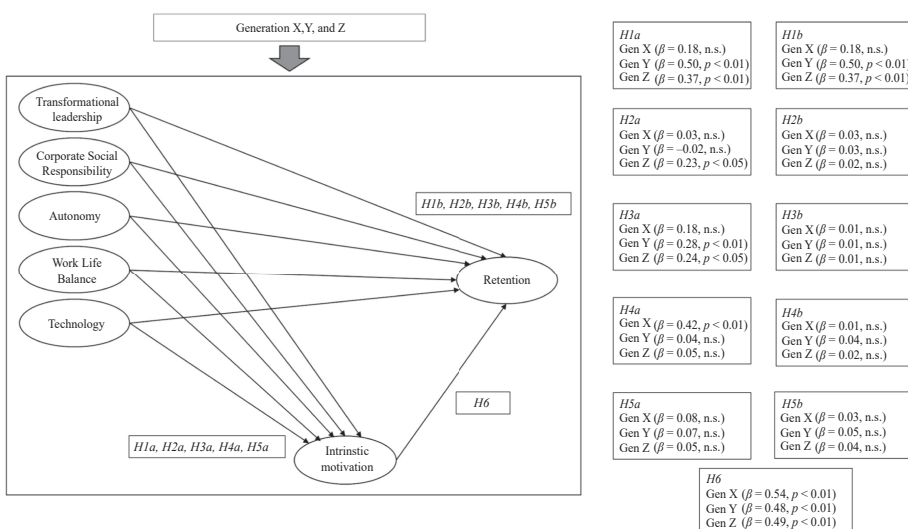 Generation X,Y, and Z
Transformational
leadership
Corporate Social
Responsibility
Autonomy
Work Life
Balance
Technology
H1b, H2b, H3b, H4b, H5b
Retention
H6
H1a, H2a, H3a, H4a, H5a
Intrinstic
motivation
H1a
Gen X (β = 0.18, n.s.)
Gen Y (β = 0.50, p < 0.01)
Gen Z (β = 0.37, p < 0.01)
H1b
Gen X (β = 0.18, n.s.)
Gen Y (β = 0.50, p < 0.01)
Gen Z (β = 0.37, p < 0.01)
H2a
Gen X (β = 0.03, n.s.)
Gen Y (β = –0.02, n.s.)
Gen Z (β = 0.23, p < 0.05)
H2b
Gen X (β = 0.03, n.s.)
Gen Y (β = 0.03, n.s.)
Gen Z (β = 0.02, n.s.)
H3a
Gen X (β = 0.18, n.s.)
Gen Y (β = 0.28, p < 0.01)
Gen Z (β = 0.24, p < 0.05)
H3b
Gen X (β = 0.01, n.s.)
Gen Y (β = 0.01, n.s.)
Gen Z (β = 0.01, n.s.)
H4a
Gen X (β = 0.42, p < 0.01)
Gen Y (β = 0.04, n.s.)
Gen Z (β = 0.05, n.s.)
H4b
Gen X (β = 0.01, n.s.)
Gen Y (β = 0.04, n.s.)
Gen Z (β = 0.02, n.s.)
H5a
Gen X (β = 0.08, n.s.)
Gen Y (β = 0.07, n.s.)
Gen Z (β = 0.05, n.s.)
H5b
Gen X (β = 0.03, n.s.)
Gen Y (β = 0.05, n.s.)
Gen Z (β = 0.04, n.s.)
H6
Gen X (β = 0.54, p < 0.01)
Gen Y (β = 0.48, p < 0.01)
Gen Z (β = 0.49, p < 0.01)